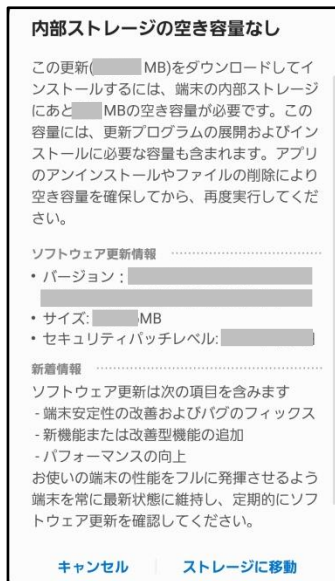 内部ストレージの空き容量なし
この更新( MB)をダウンロードしてイ
ンストールするには、端末の内部ストレージ
にあと MBの空き容量が必要です。この
容量には、更新プログラムの展開およびイン
ストールに必要な容量も含まれます。アプリ
のアンインストールやファイルの削除により
空き容量を確保してから、再度実行してくだ
さい。
ソフトウェア更新情報
• バージョン :
• サイズ: MB
• セキュリティパッチレベル:
新着情報
ソフトウェア更新は次の項目を含みます
- 端末安定性の改善およびバグのフィックス
- 新機能または改善型機能の追加
- パフォーマンスの向上
お使いの端末の性能をフルに発揮させるよう
端末を常に最新状態に維持し、定期的にソフ
トウェア更新を確認してください。
キャンセル ストレージに移動